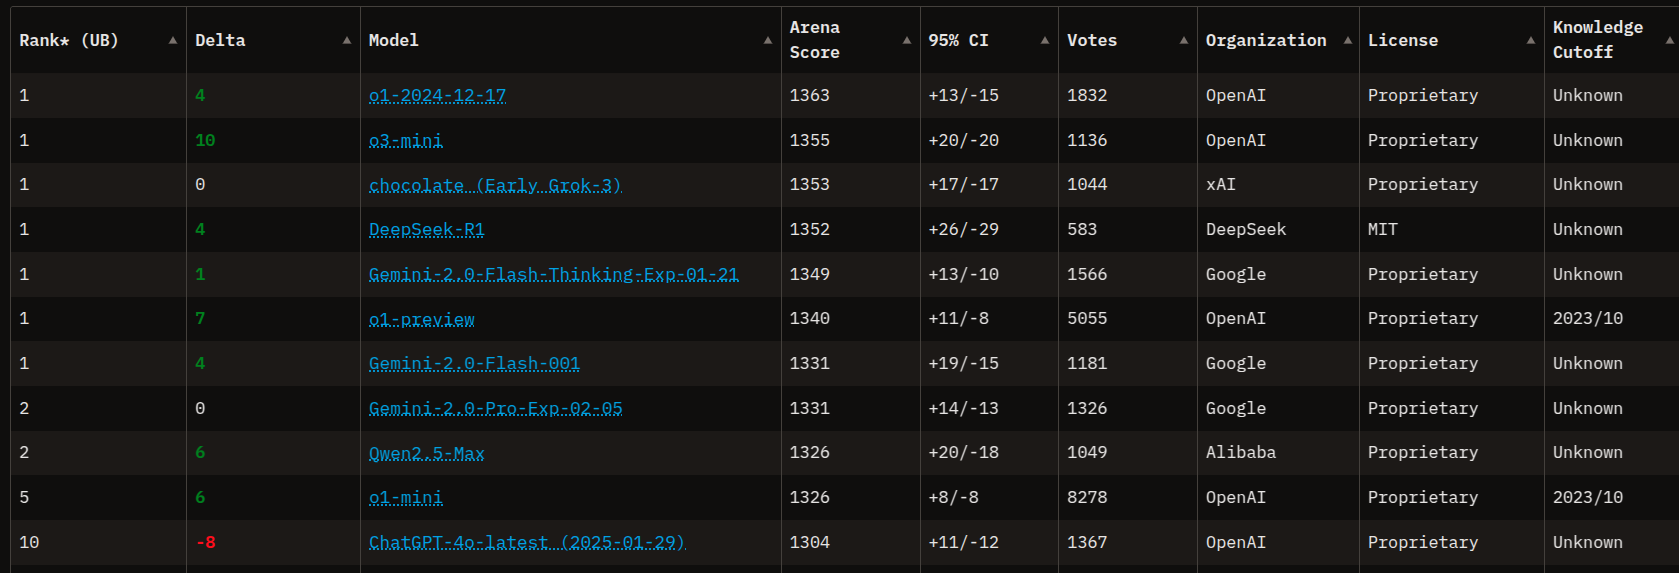 Rank* (UB) ▲ Delta ▲ Model ▲ Arena Score ▲ 95% CI ▲ Votes ▲ Organization ▲ License ▲ Knowledge Cutoff ▲
1 4 o1-2024-12-17 1363 +13/-15 1832 OpenAI Proprietary Unknown
1 10 o3-mini 1355 +20/-20 1136 OpenAI Proprietary Unknown
1 0 chocolate (Early Grok-3) 1353 +17/-17 1044 xAI Proprietary Unknown
1 4 DeepSeek-R1 1352 +26/-29 583 DeepSeek MIT Unknown
1 1 Gemini-2.0-Flash-Thinking-Exp-01-21 1349 +13/-10 1566 Google Proprietary Unknown
1 7 o1-preview 1340 +11/-8 5055 OpenAI Proprietary 2023/10
1 4 Gemini-2.0-Flash-001 1331 +19/-15 1181 Google Proprietary Unknown
2 0 Gemini-2.0-Pro-Exp-02-05 1331 +14/-13 1326 Google Proprietary Unknown
2 6 Qwen2.5-Max 1326 +20/-18 1049 Alibaba Proprietary Unknown
5 6 o1-mini 1326 +8/-8 8278 OpenAI Proprietary 2023/10
10 -8 ChatGPT-4o-latest (2025-01-29) 1304 +11/-12 1367 OpenAI Proprietary Unknown